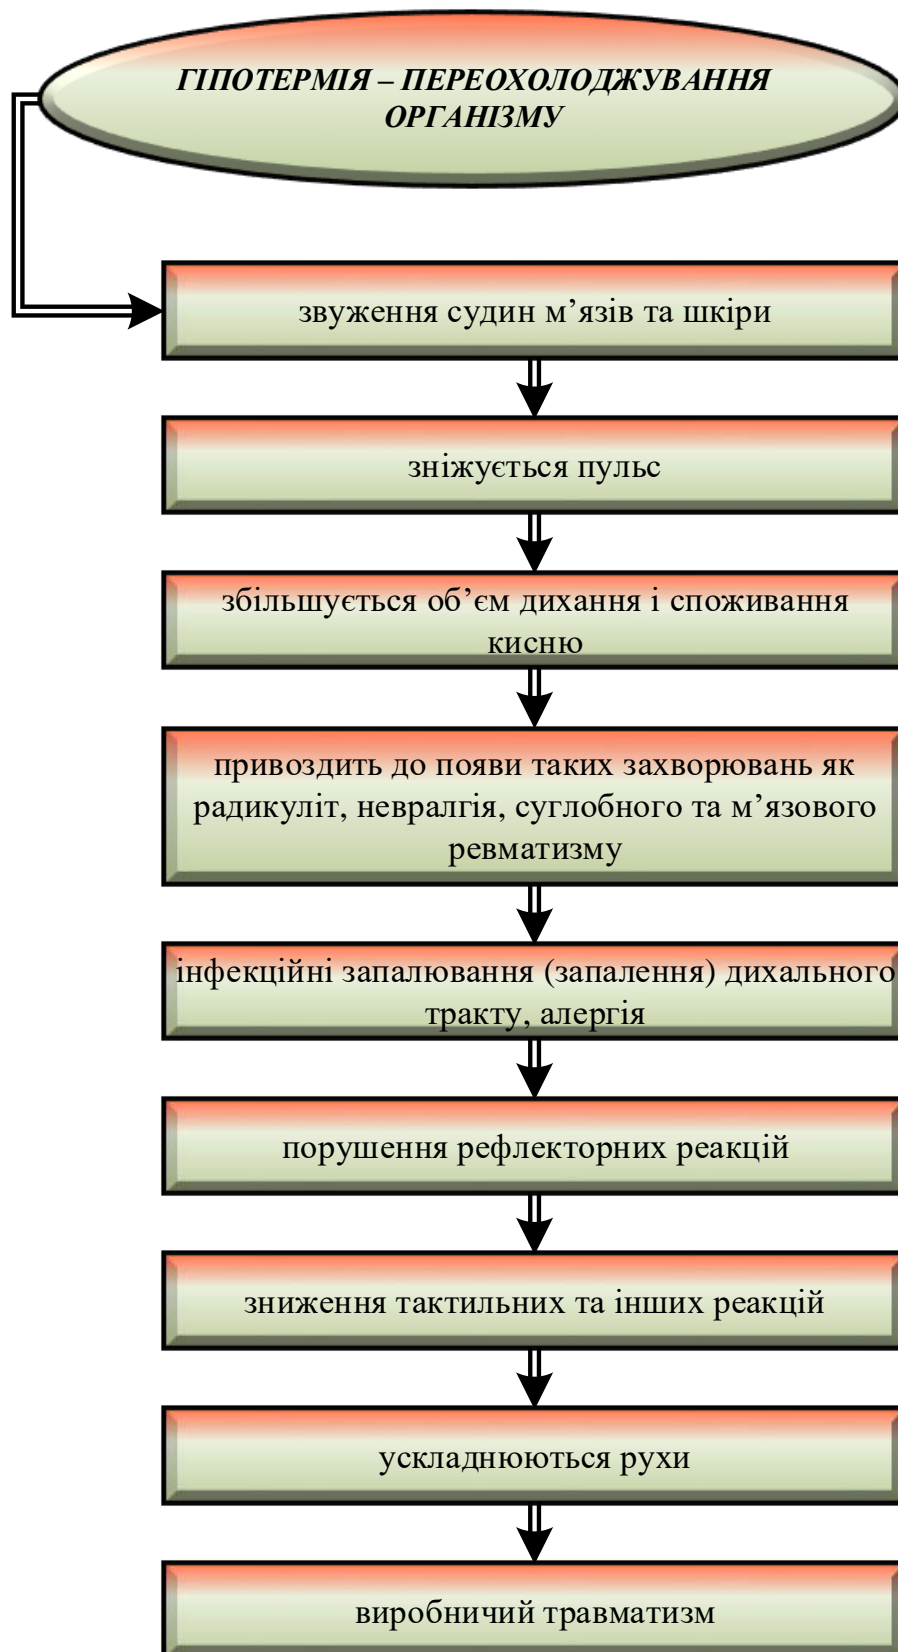 ГІПОТЕРМІЯ – ПЕРЕОХОЛОДЖУВАННЯ
ОРГАНІЗМУ
звуження судин м’язів та шкіри
зніжується пульс
збільшується об’єм дихання і споживання
кисню
привоздить до появи таких захворювань як
радикуліт, невралгія, суглобного та м’язового
ревматизму
інфекційні запалювання (запалення) дихального
тракту, алергія
порушення рефлекторних реакцій
зниження тактильних та інших реакцій
ускладнюються рухи
виробничий травматизм